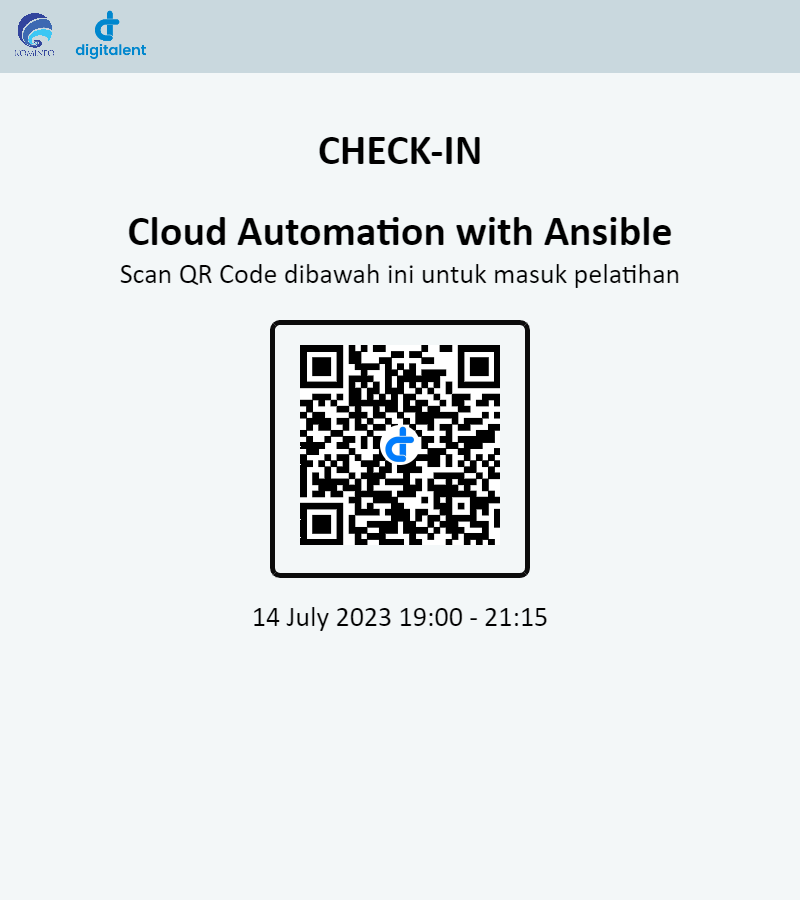 KOMINFO
digitalent
CHECK-IN
Cloud Automation with Ansible
Scan QR Code dibawah ini untuk masuk pelatihan
14 July 2023 19:00 - 21:15